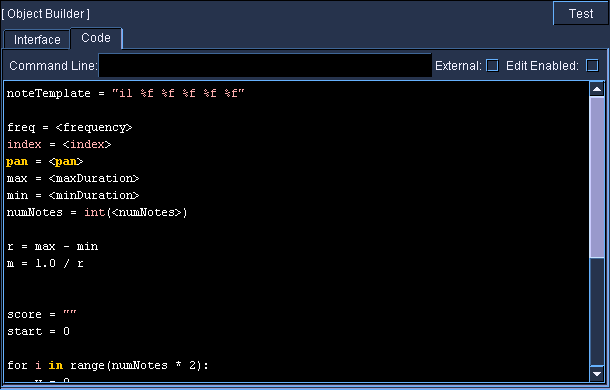 [ Object Builder ]
Test
Interface
Code
Command Line:
External:
Edit Enabled:
noteTemplate = "i1 %f %f %f %f %f"
freq = <frequency>
index = <index>
pan = <pan>
max = <maxDuration>
min = <minDuration>
numNotes = int(<numNotes>)
r = max - min
m = 1.0 / r
score = ""
start = 0
for i in range(numNotes * 2):